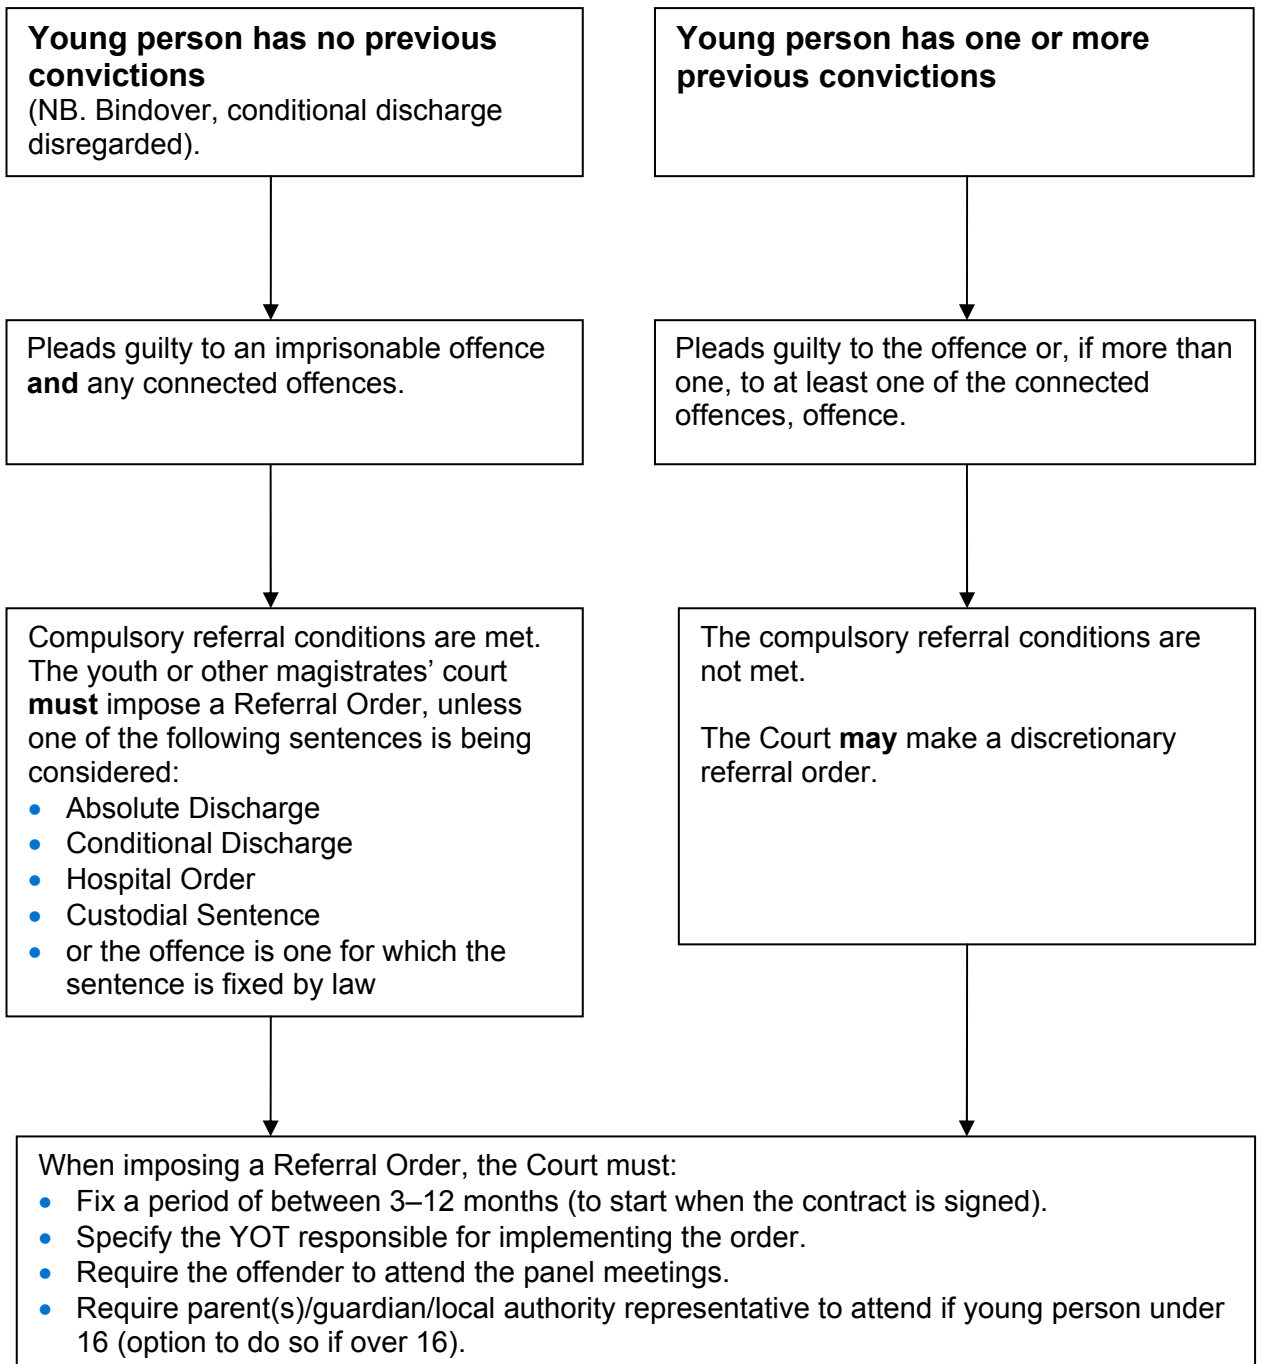 Young person has no previous
convictions
(NB. Bindover, conditional discharge
disregarded).
Young person has one or more
previous convictions
Pleads guilty to an imprisonable offence
and any connected offences.
Pleads guilty to the offence or, if more than
one, to at least one of the connected
offences, offence.
Compulsory referral conditions are met.
The youth or other magistrates’ court
must impose a Referral Order, unless
one of the following sentences is being
considered:
• Absolute Discharge
• Conditional Discharge
• Hospital Order
• Custodial Sentence
• or the offence is one for which the
sentence is fixed by law
The compulsory referral conditions are
not met.
The Court may make a discretionary
referral order.
When imposing a Referral Order, the Court must:
• Fix a period of between 3–12 months (to start when the contract is signed).
• Specify the YOT responsible for implementing the order.
• Require the offender to attend the panel meetings.
• Require parent(s)/guardian/local authority representative to attend if young person under
16 (option to do so if over 16).